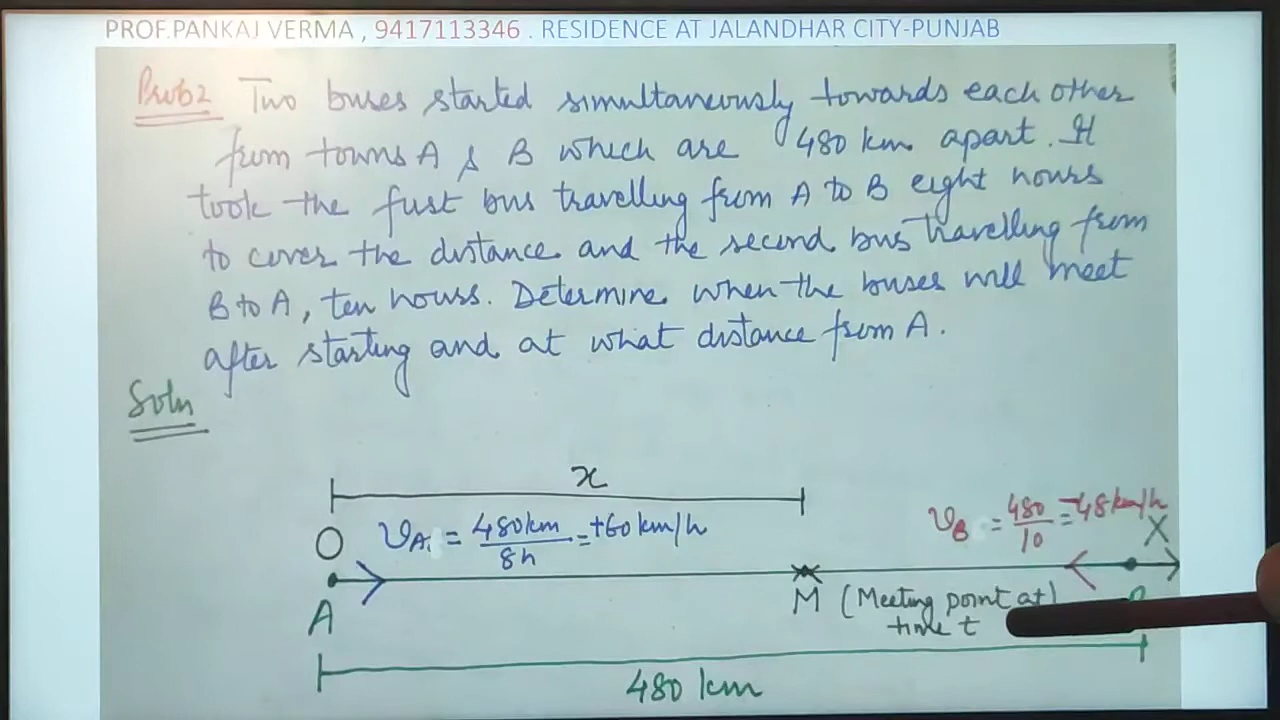 PROF.PANKAJ VERMA , 9417113346 . RESIDENCE AT JALANDHAR CITY-PUNJAB
Prob2 Two buses started simultaneously towards each other
from towns A & B which are 480 km apart. It
took the first bus travelling from A to B eight hours
to cover the distance and the second bus travelling from
B to A, ten hours. Determine when the buses will meet
after starting and at what distance from A.
Soln
x
O VA = 480km/8h = +60 km/h VB = 480/10 = -48 km/h X
A M (Meeting point at)
time t
480 km